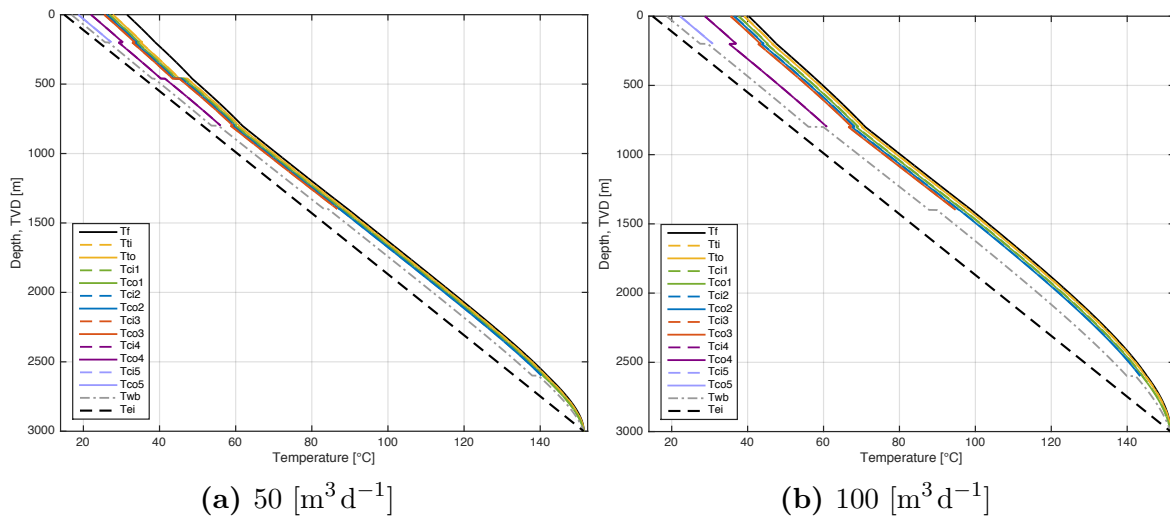 0
500
1000
1500
2000
2500
3000
Depth, TVD [m]
20 40 60 80 100 120 140
Temperature [°C]
Tf
Tti
Tto
Tci1
Tco1
Tci2
Tco2
Tci3
Tco3
Tci4
Tco4
Tci5
Tco5
Twb
Tei
(a) 50 [m³ d⁻¹]
0
500
1000
1500
2000
2500
3000
Depth, TVD [m]
20 40 60 80 100 120 140
Temperature [°C]
Tf
Tti
Tto
Tci1
Tco1
Tci2
Tco2
Tci3
Tco3
Tci4
Tco4
Tci5
Tco5
Twb
Tei
(b) 100 [m³ d⁻¹]